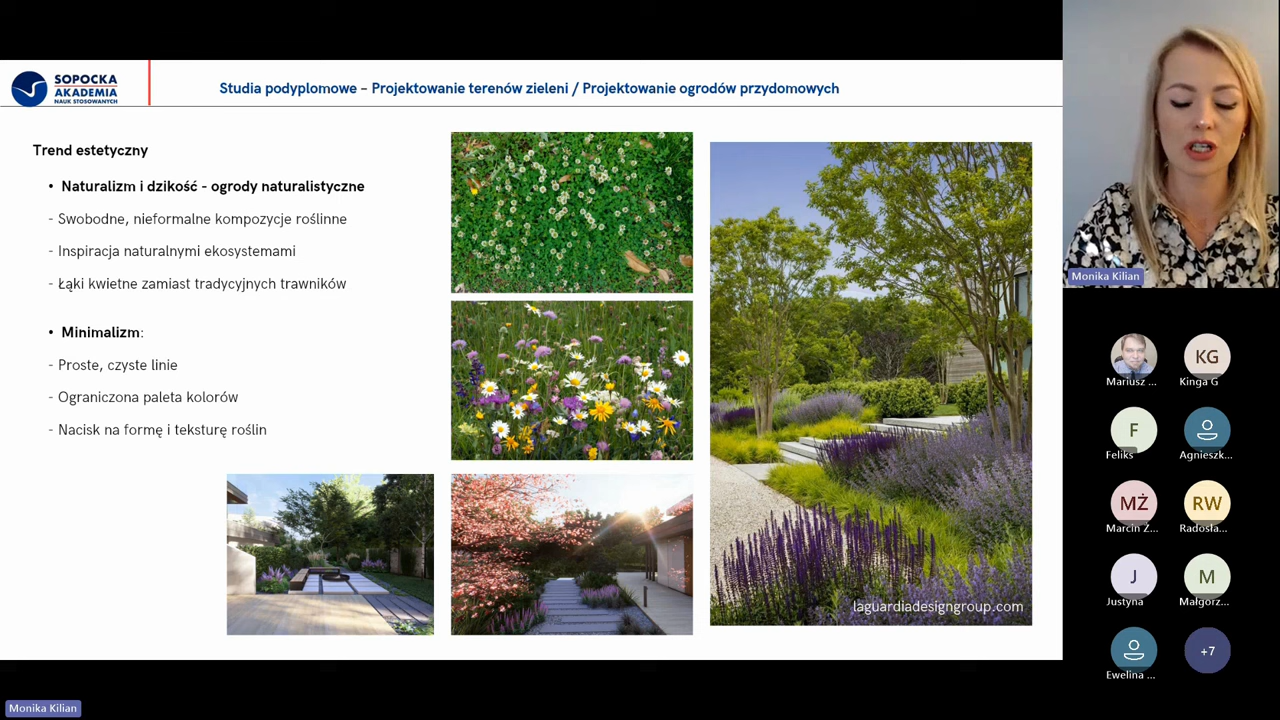 SOPOCKA
AKADEMIA
NAUK STOSOWANYCH
Studia podyplomowe – Projektowanie terenów zieleni / Projektowanie ogrodów przydomowych
Trend estetyczny
• Naturalizm i dzikość - ogrody naturalistyczne
- Swobodne, nieformalne kompozycje roślinne
- Inspiracja naturalnymi ekosystemami
- Łąki kwietne zamiast tradycyjnych trawników
• Minimalizm:
- Proste, czyste linie
- Ograniczona paleta kolorów
- Nacisk na formę i teksturę roślin
laguardiadesigngroup.com
Monika Kilian
Mariusz ...
KG
Kinga G
F
Feliks
Agnieszk...
MŻ
Marcin Ż...
RW
Radosła...
J
Justyna
M
Małgorz...
Ewelina ...
+7
Monika Kilian